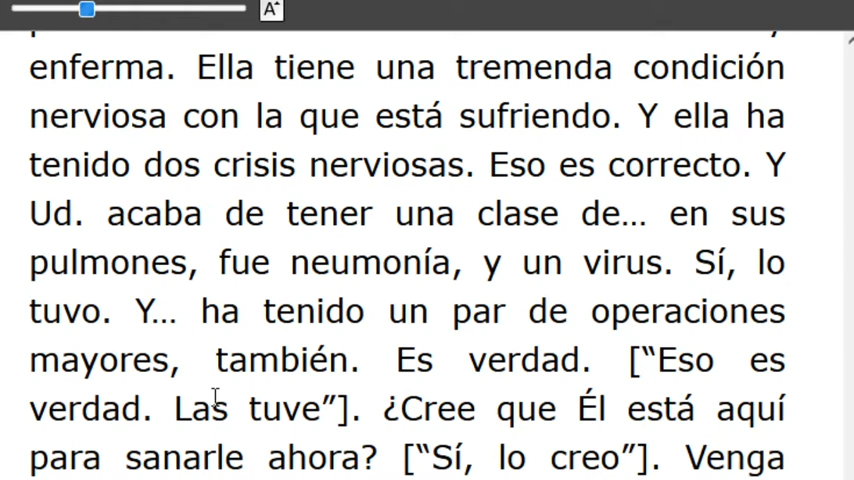 A
enferma. Ella tiene una tremenda condición
nerviosa con la que está sufriendo. Y ella ha
tenido dos crisis nerviosas. Eso es correcto. Y
Ud. acaba de tener una clase de… en sus
pulmones, fue neumonía, y un virus. Sí, lo
tuvo. Y… ha tenido un par de operaciones
mayores, también. Es verdad. [“Eso es
verdad. Las tuve”]. ¿Cree que Él está aquí
para sanarle ahora? [“Sí, lo creo”]. Venga